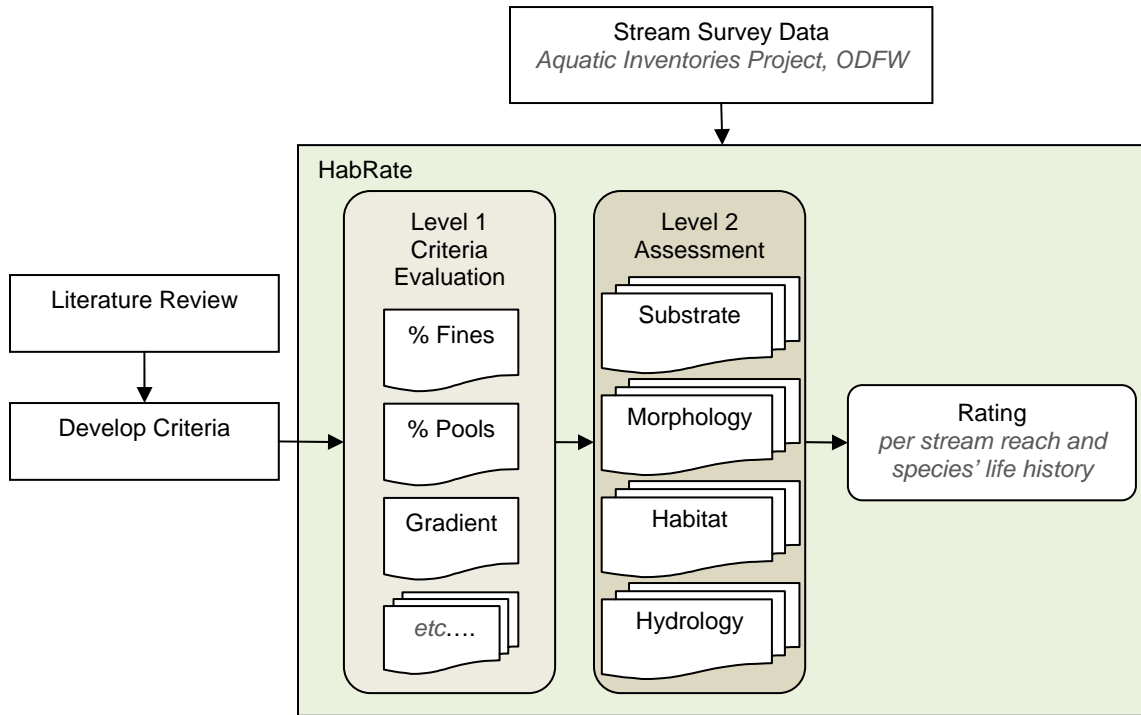 Stream Survey Data
Aquatic Inventories Project, ODFW
HabRate
Level 1
Criteria
Evaluation
% Fines
% Pools
Gradient
etc….
Level 2
Assessment
Substrate
Morphology
Habitat
Hydrology
Literature Review
Develop Criteria
Rating
per stream reach and
species’ life history